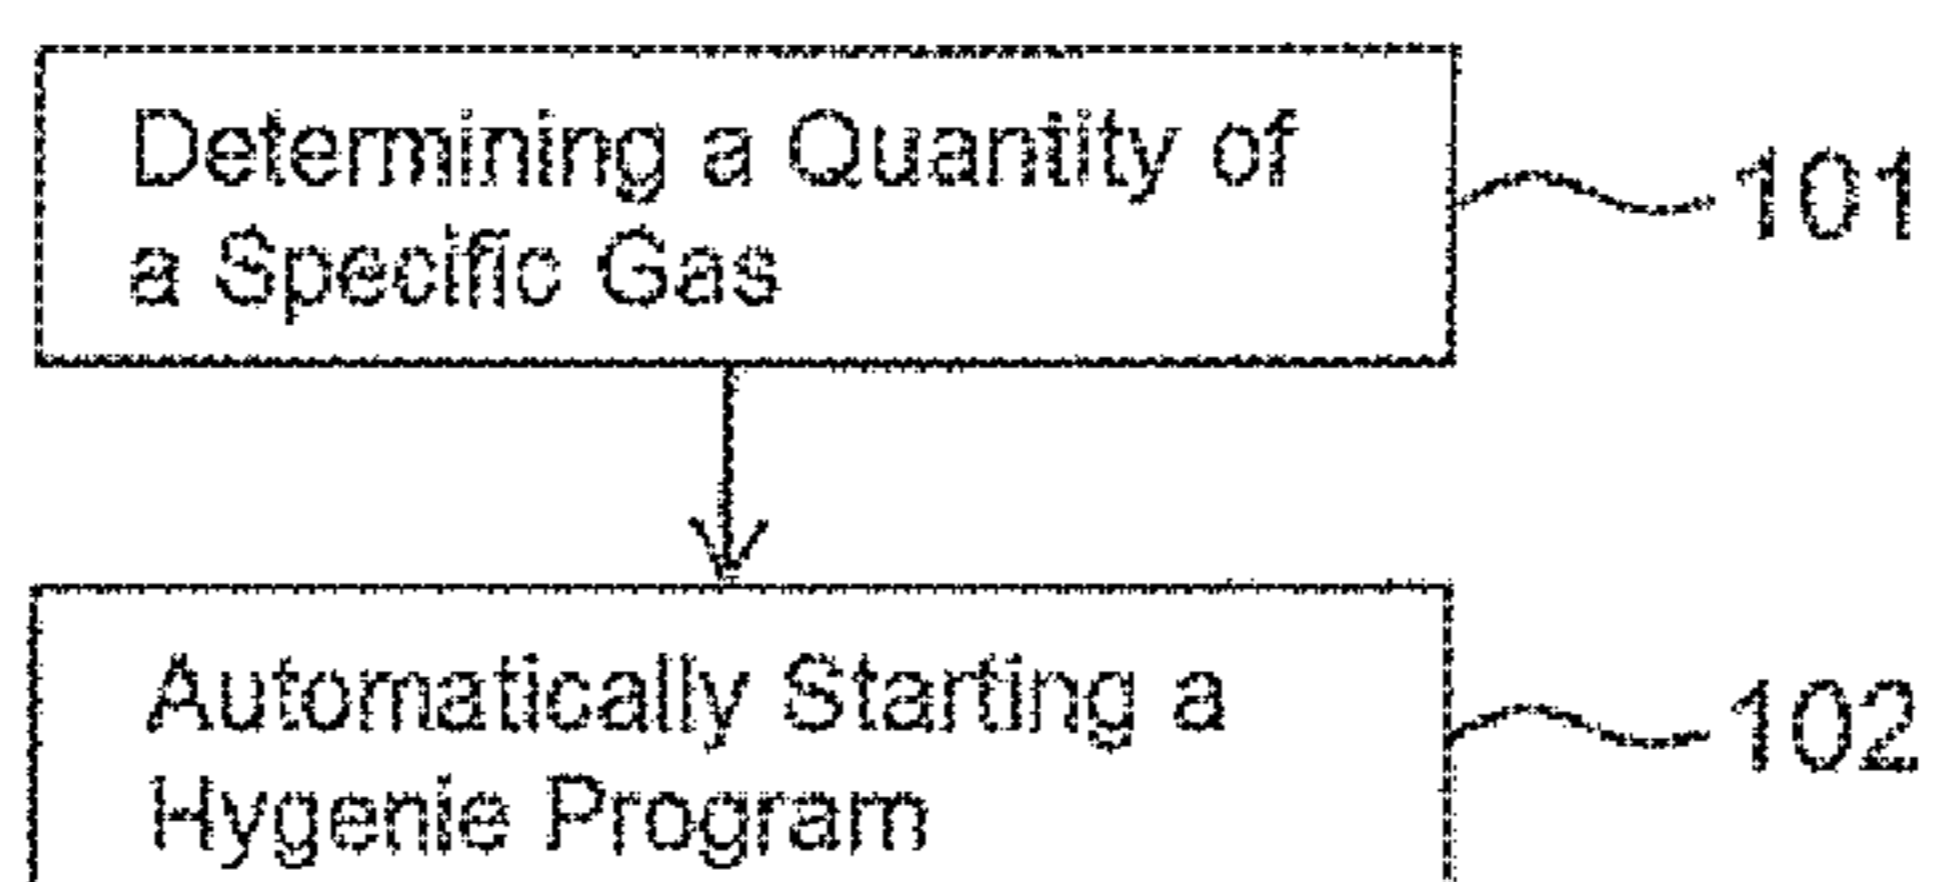 Determining a Quantity of
a Specific Gas
101
Automatically Starting a
Hygenie Program
102